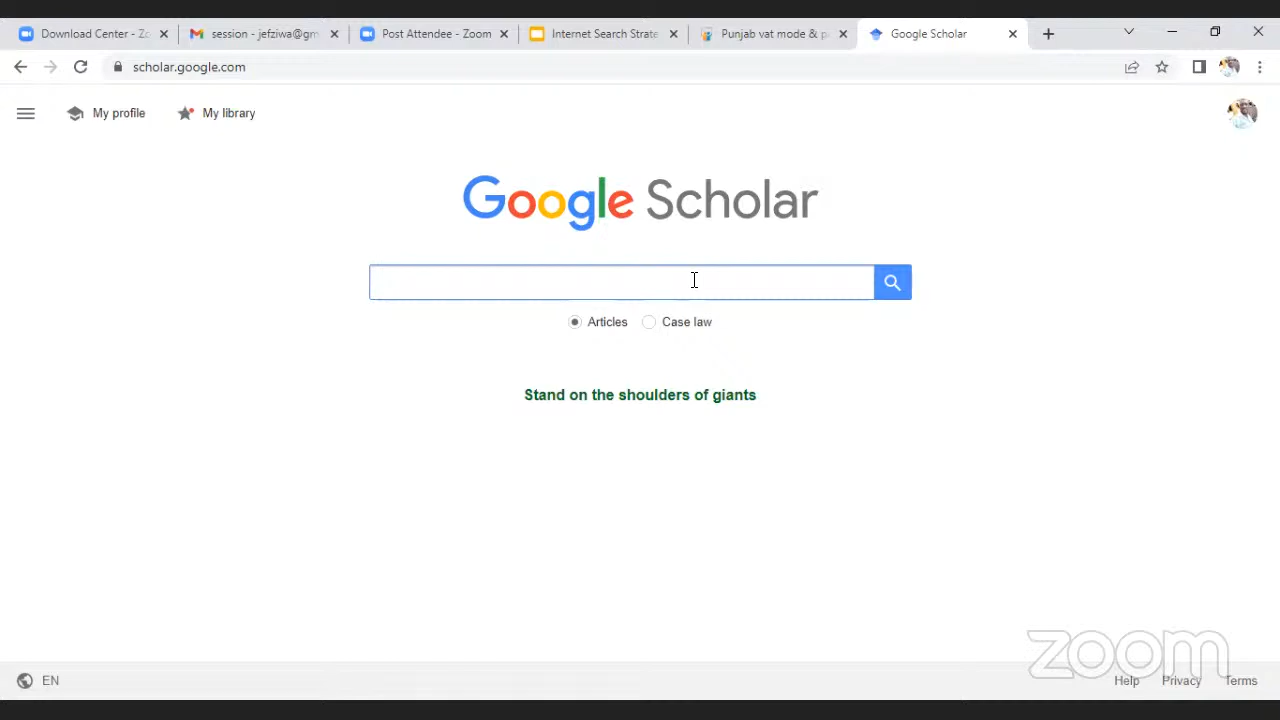 Download Center - Zo
session - jefziwa@gm
Post Attendee - Zoom
Internet Search Strate
Punjab vat mode & p
Google Scholar
scholar.google.com
My profile
My library
Google Scholar
Articles
Case law
Stand on the shoulders of giants
zoom
EN
Help
Privacy
Terms